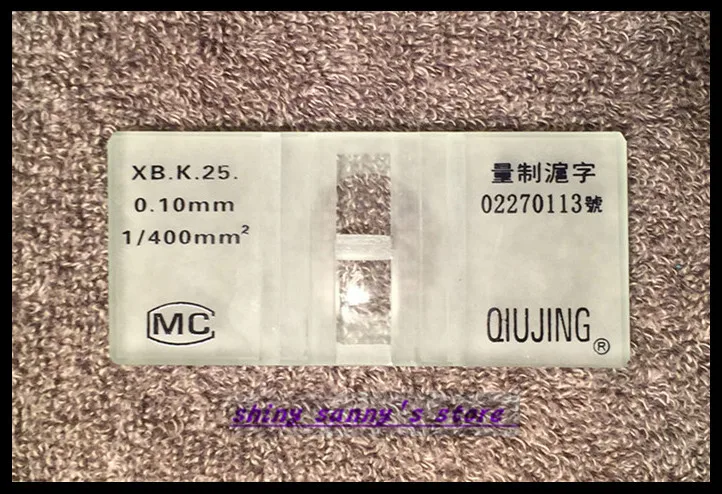 XB.K.25.
0.10mm
1/400mm²
MC
量制滬字
02270113號
QIUJING®
shiny sanny's store